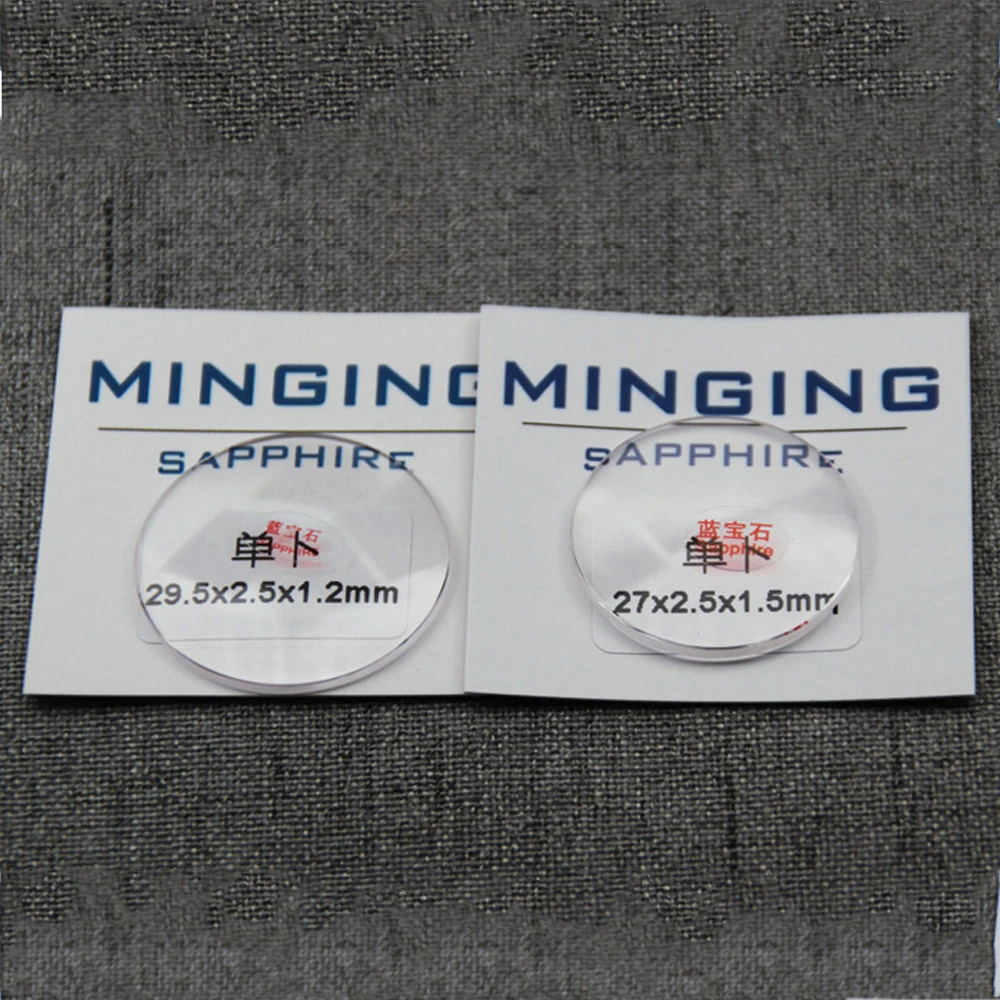 MINGING
SAPPHIRE
蓝宝石
Sapphire
单卜
29.5x2.5x1.2mm
MINGING
SAPPHIRE
蓝宝石
Sapphire
单卜
27x2.5x1.5mm